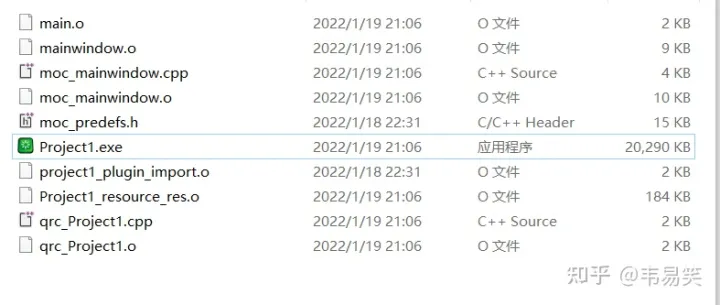 main.o 2022/1/19 21:06 O 文件 2 KB
mainwindow.o 2022/1/19 21:06 O 文件 9 KB
moc_mainwindow.cpp 2022/1/19 21:06 C++ Source 4 KB
moc_mainwindow.o 2022/1/19 21:06 O 文件 10 KB
moc_predefs.h 2022/1/18 22:31 C/C++ Header 15 KB
Project1.exe 2022/1/19 21:06 应用程序 20,290 KB
project1_plugin_import.o 2022/1/18 22:31 O 文件 2 KB
Project1_resource_res.o 2022/1/19 21:06 O 文件 184 KB
qrc_Project1.cpp 2022/1/19 21:06 C++ Source 2 KB
qrc_Project1.o 2022/1/19 21:06 O 文件 2 KB
知乎 @韦易笑